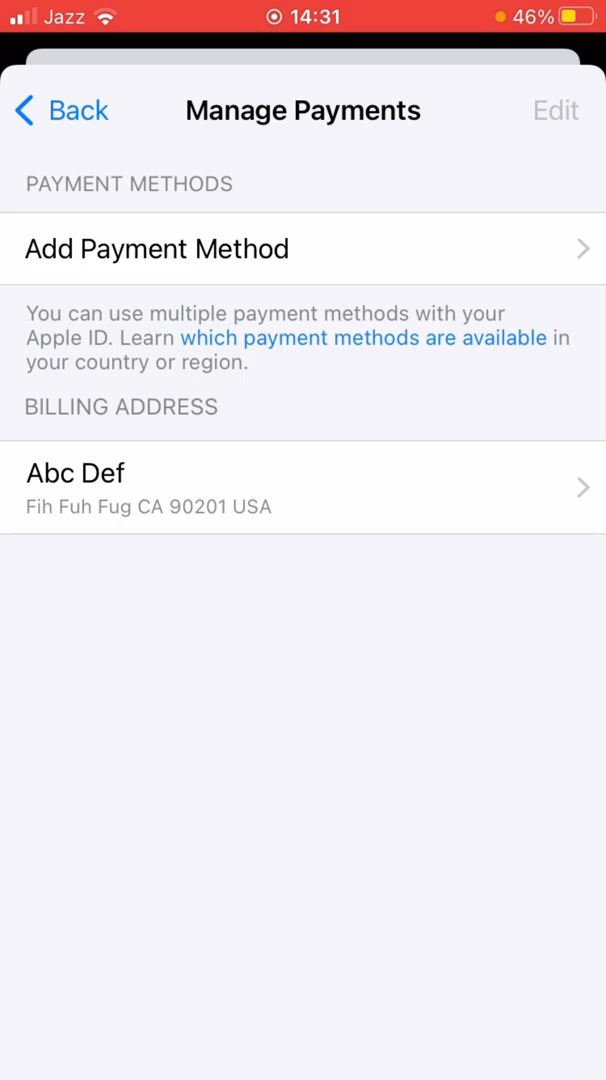 Jazz 14:31 46%
Back Manage Payments Edit
PAYMENT METHODS
Add Payment Method
You can use multiple payment methods with your
Apple ID. Learn which payment methods are available in
your country or region.
BILLING ADDRESS
Abc Def
Fih Fuh Fug CA 90201 USA